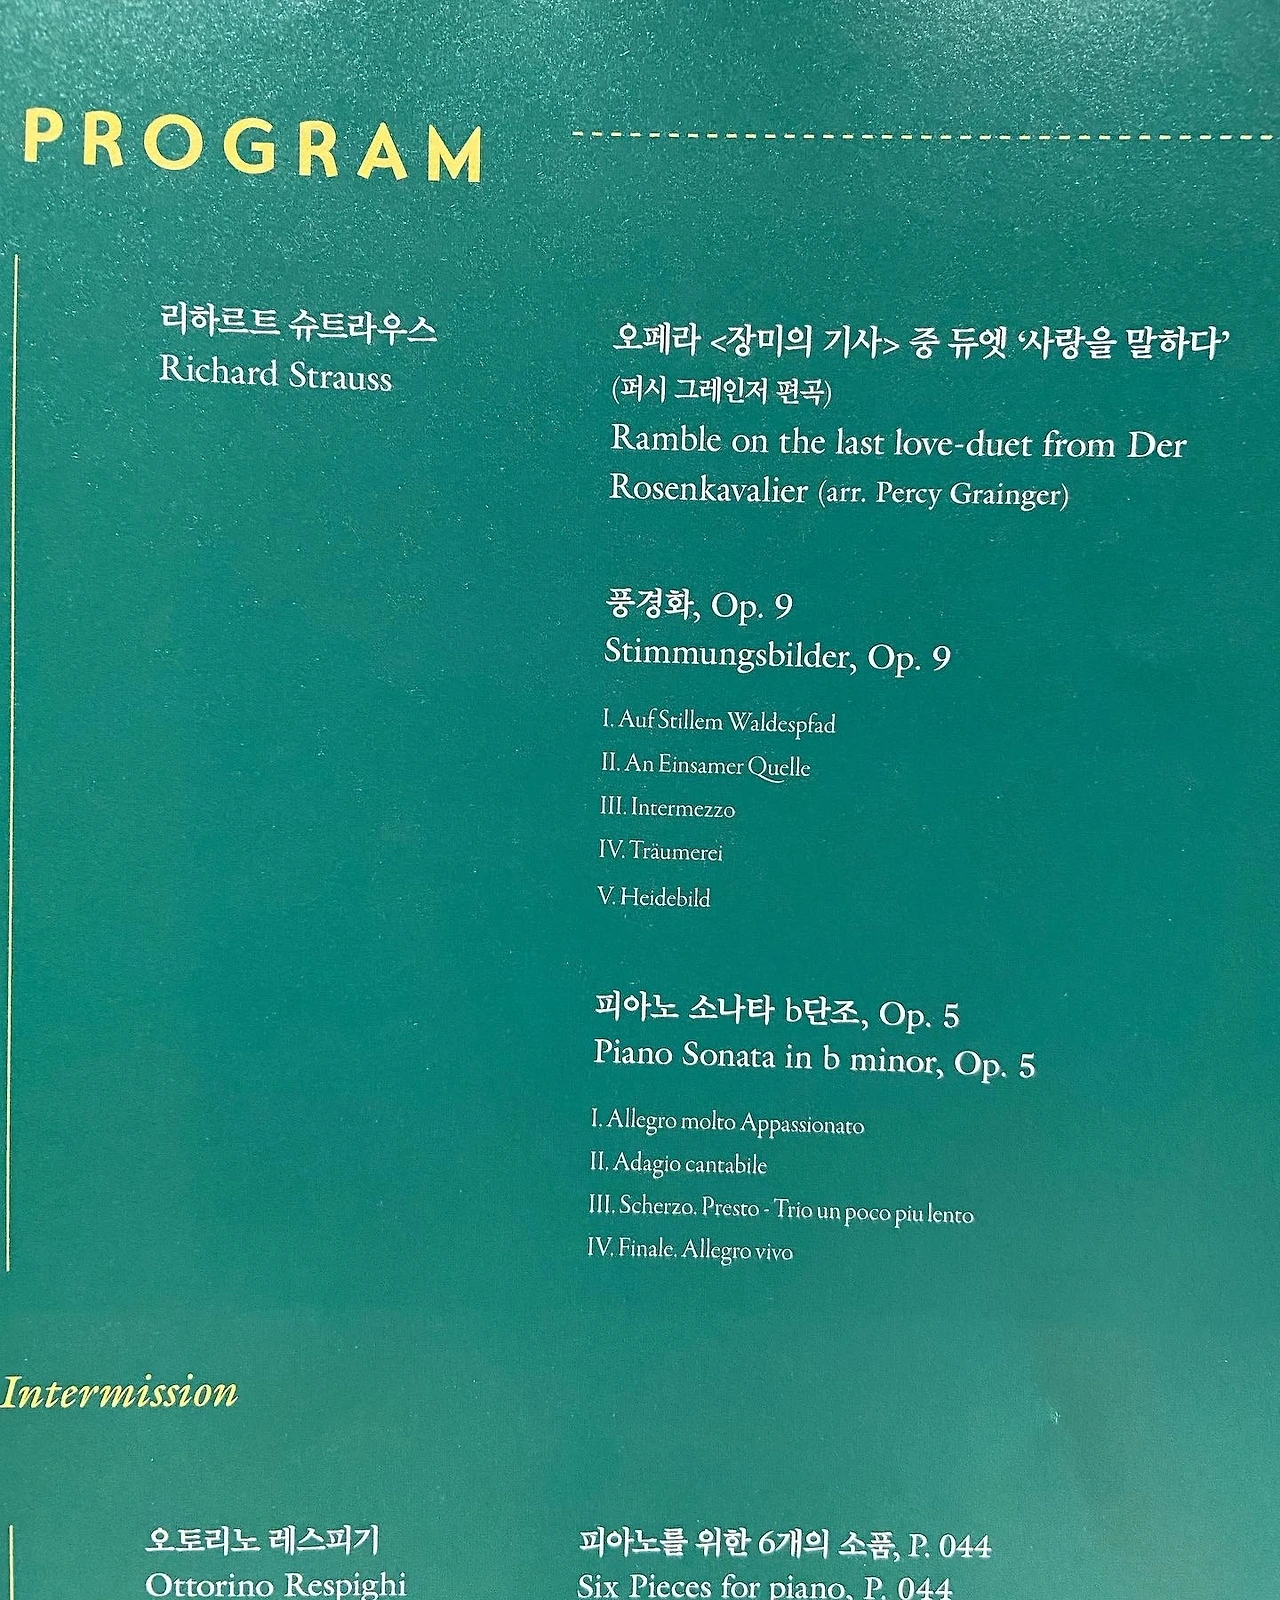 PROGRAM
리하르트 슈트라우스
Richard Strauss
오페라 <장미의 기사> 중 듀엣 ‘사랑을 말하다’
(퍼시 그레인저 편곡)
Ramble on the last love-duet from Der
Rosenkavalier (arr. Percy Grainger)
풍경화, Op. 9
Stimmungsbilder, Op. 9
I. Auf Stillem Waldespfad
II. An Einsamer Quelle
III. Intermezzo
IV. Träumerei
V. Heidebild
피아노 소나타 b단조, Op. 5
Piano Sonata in b minor, Op. 5
I. Allegro molto Appassionato
II. Adagio cantabile
III. Scherzo. Presto - Trio un poco piu lento
IV. Finale. Allegro vivo
Intermission
오토리노 레스피기
Ottorino Respighi
피아노를 위한 6개의 소품, P. 044
Six Pieces for piano, P. 044